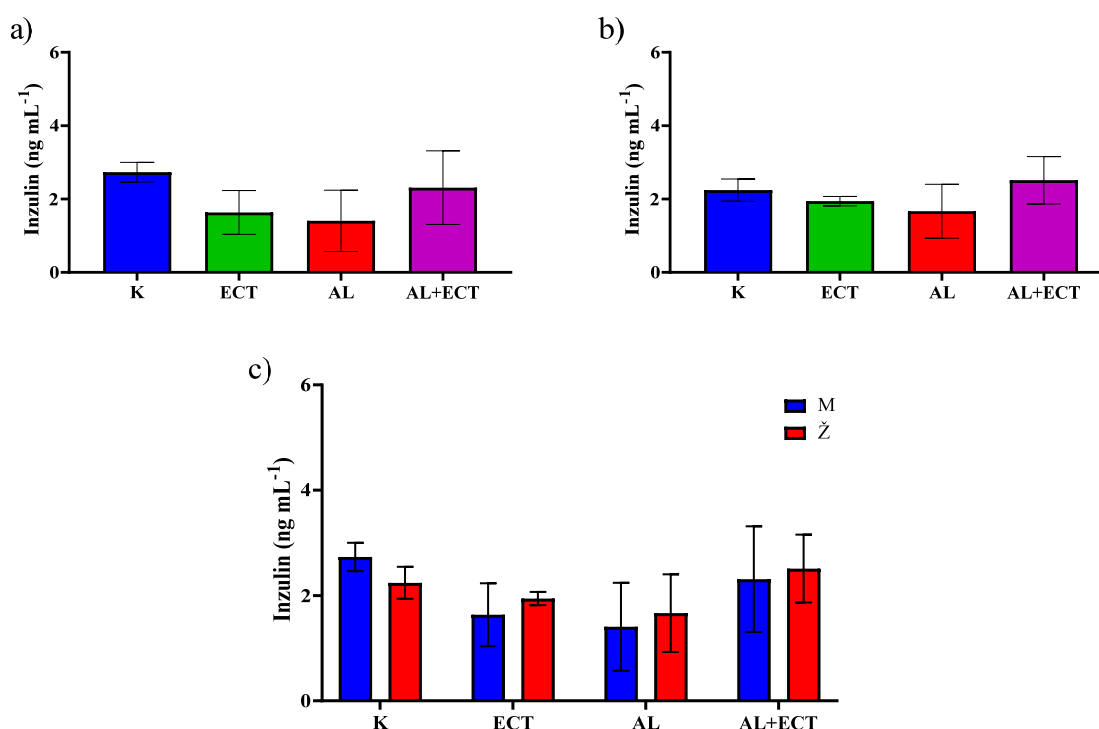 a)
Inzulin (ng mL⁻¹)
6
4
2
0
K ECT AL AL+ECT
b)
Inzulin (ng mL⁻¹)
6
4
2
0
K ECT AL AL+ECT
c)
Inzulin (ng mL⁻¹)
6
4
2
0
K ECT AL AL+ECT
M
Ž